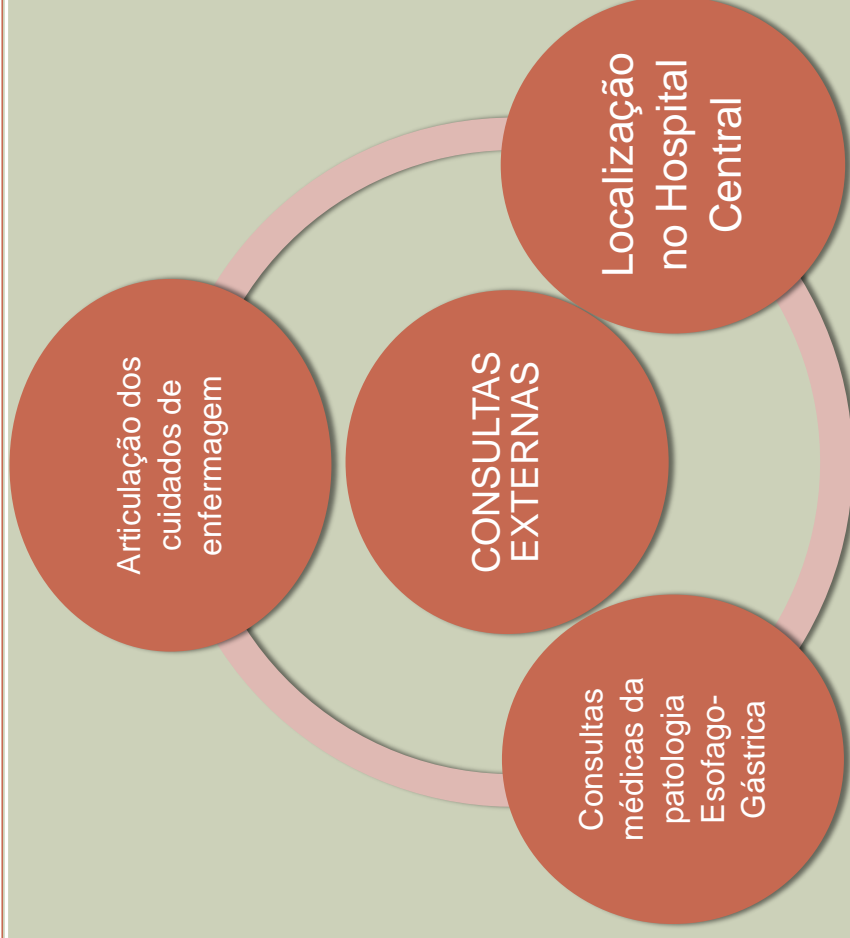 Articulação dos
cuidados de
enfermagem
CONSULTAS
EXTERNAS
Localização
no Hospital
Central
Consultas
médicas da
patologia
Esofago-
Gástrica